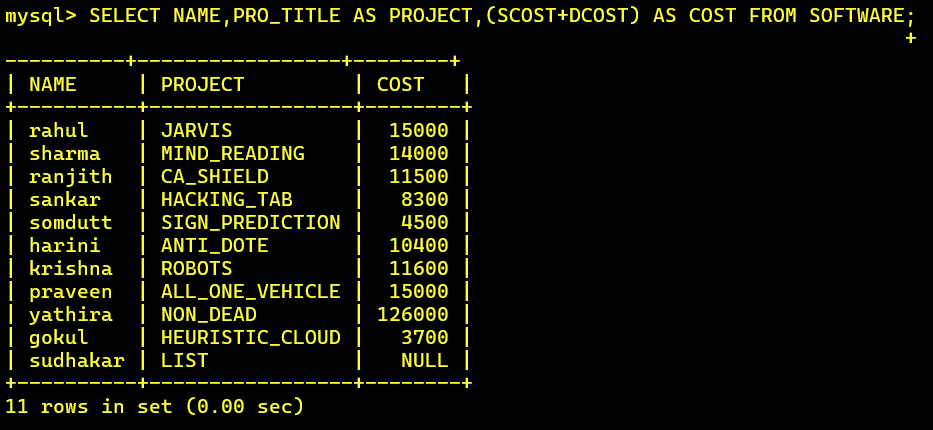 mysql> SELECT NAME,PRO_TITLE AS PROJECT,(SCOST+DCOST) AS COST FROM SOFTWARE;
                                                                           +
----------+-----------------+--------+
| NAME     | PROJECT         | COST   |
+----------+-----------------+--------+
| rahul    | JARVIS          |  15000 |
| sharma   | MIND_READING    |  14000 |
| ranjith  | CA_SHIELD       |  11500 |
| sankar   | HACKING_TAB     |   8300 |
| somdutt  | SIGN_PREDICTION |   4500 |
| harini   | ANTI_DOTE       |  10400 |
| krishna  | ROBOTS          |  11600 |
| praveen  | ALL_ONE_VEHICLE |  15000 |
| yathira  | NON_DEAD        | 126000 |
| gokul    | HEURISTIC_CLOUD |   3700 |
| sudhakar | LIST            |   NULL |
+----------+-----------------+--------+
11 rows in set (0.00 sec)